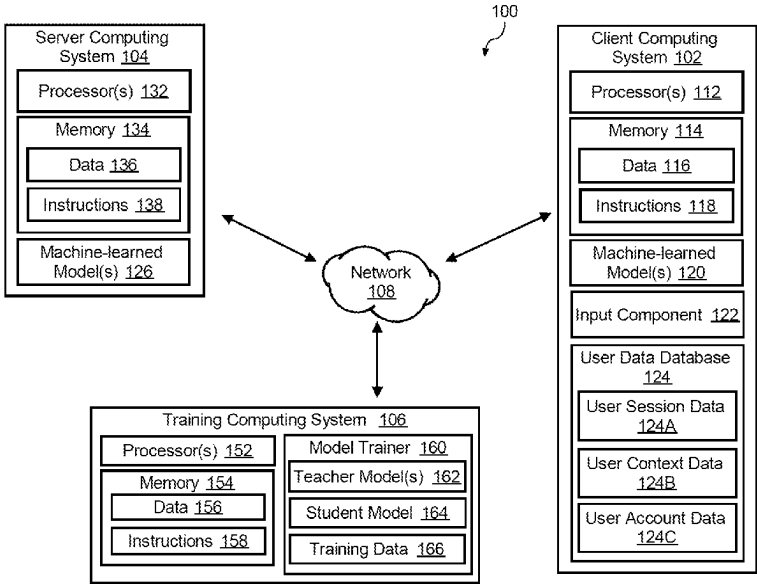 100
Server Computing
System 104
Processor(s) 132
Memory 134
Data 136
Instructions 138
Machine-learned
Model(s) 126
Client Computing
System 102
Processor(s) 112
Memory 114
Data 116
Instructions 118
Machine-learned
Model(s) 120
Input Component 122
User Data Database
124
User Session Data
124A
User Context Data
124B
User Account Data
124C
Network
108
Training Computing System 106
Processor(s) 152
Memory 154
Data 156
Instructions 158
Model Trainer 160
Teacher Model(s) 162
Student Model 164
Training Data 166